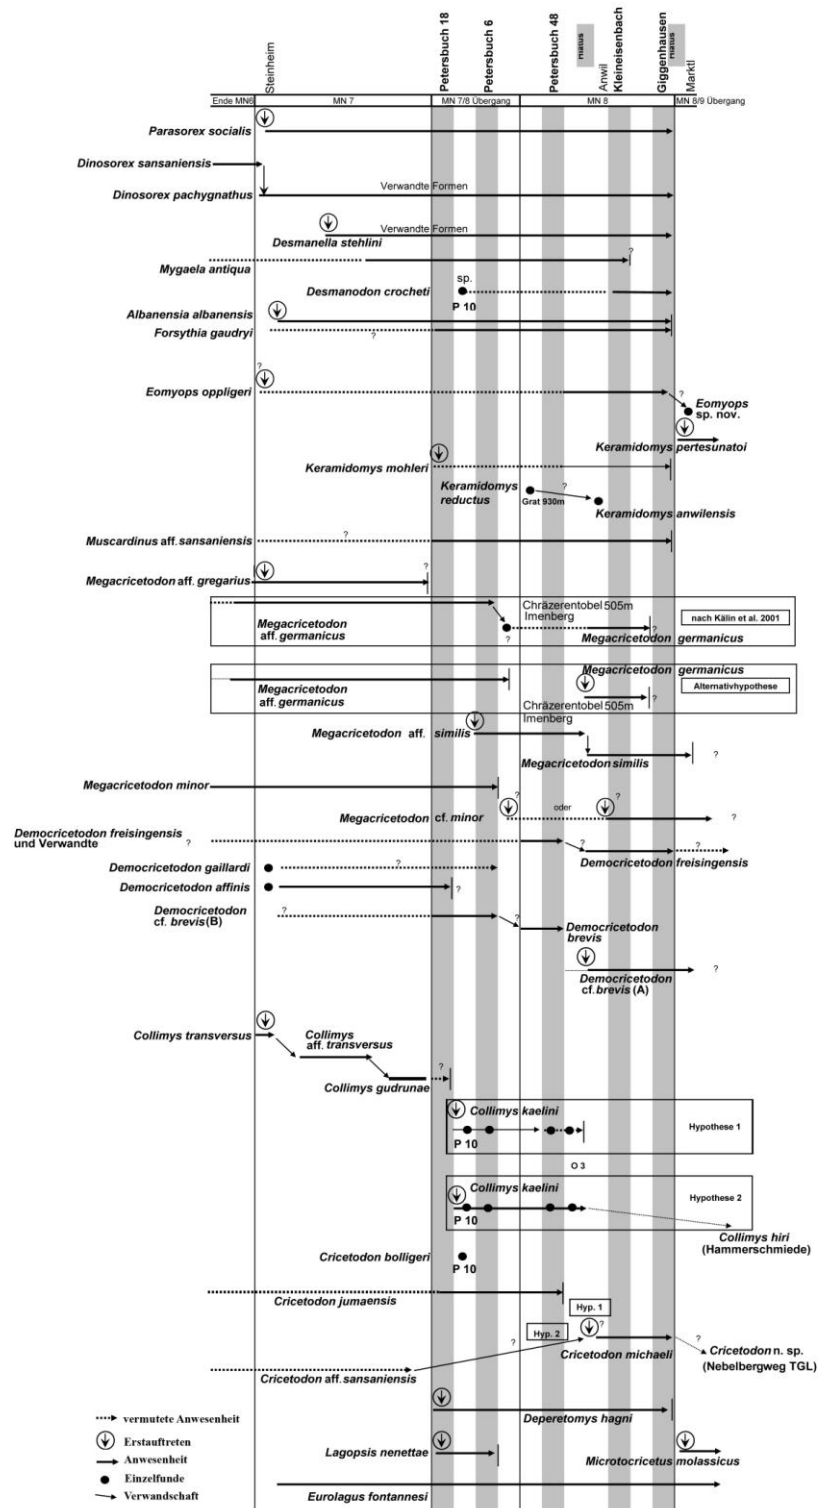 Steinheim
Petersbuch 18
Petersbuch 6
Petersbuch 48
Hiatus
Anwil
Kleineisenbach
Giggenhausen
Hiatus
Marktl
Ende MN6
MN 7
MN 7/8 Übergang
MN 8
MN 8/9 Übergang
Parasorex socialis
Dinosorex sansaniensis
Dinosorex pachygnathus
Verwandte Formen
Verwandte Formen
Desmanella stehlini
?
Mygaela antiqua
sp.
Desmanodon crocheti
P 10
Albanensia albanensis
Forsythia gaudryi
?
?
Eomyops oppligeri
?
Eomyops
sp. nov.
Keramidomys pertesunatoi
Keramidomys mohleri
?
Keramidomys
reductus
?
Grat 930m
Keramidomys anwilensis
Muscardinus aff. sansaniensis
?
?
Megacricetodon aff. gregarius
Chräzerentobel 505m
Imenberg
nach Kälin et al. 2001
Megacricetodon
aff. germanicus
?
?
Megacricetodon germanicus
Megacricetodon germanicus
Megacricetodon
aff. germanicus
Alternativhypothese
?
Chräzerentobel 505m
Imenberg
Megacricetodon aff. similis
Megacricetodon similis
?
Megacricetodon minor
?
?
oder
Megacricetodon cf. minor
?
Democricetodon freisingensis
und Verwandte
?
?
?
Democricetodon freisingensis
Democricetodon gaillardi
?
Democricetodon affinis
?
Democricetodon
cf. brevis (B)
?
?
Democricetodon
brevis
?
Democricetodon
cf. brevis (A)
Collimys transversus
Collimys
aff. transversus
?
Collimys gudrunae
Collimys kaelini
Hypothese 1
P 10
O 3
Collimys kaelini
Hypothese 2
P 10
Collimys hiri
(Hammerschmiede)
Cricetodon bolligeri
P 10
Cricetodon jumaensis
Hyp. 1
Hyp. 2
?
?
?
Cricetodon michaeli
Cricetodon n. sp.
(Nebelbergweg TGL)
Cricetodon aff. sansaniensis
Deperetomys hagni
vermutete Anwesenheit
Erstauftreten
Lagopsis nenettae
Microtocricetus molassicus
Anwesenheit
Einzelfunde
Verwandschaft
Eurolagus fontannesi